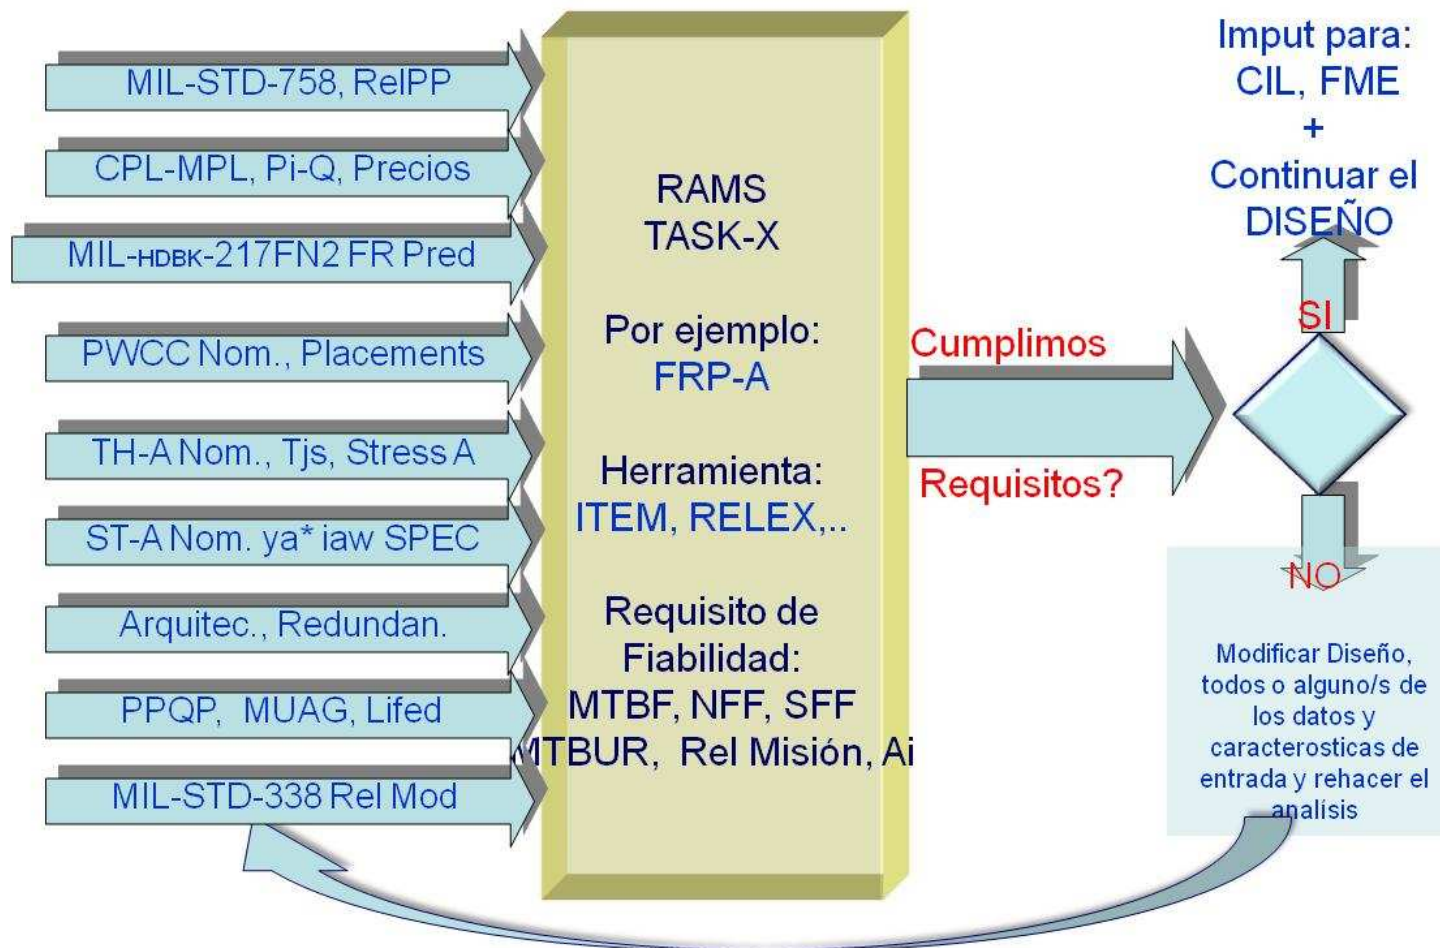 MIL-STD-758, RelPP
CPL-MPL, Pi-Q, Precios
MIL-HDBK-217FN2 FR Pred
PWCC Nom., Placements
TH-A Nom., Tjs, Stress A
ST-A Nom. ya* iaw SPEC
Arquitec., Redundan.
PPQP, MUAG, Lifed
MIL-STD-338 Rel Mod
RAMS
TASK-X
Por ejemplo:
FRP-A
Herramienta:
ITEM, RELEX,..
Requisito de
Fiabilidad:
MTBF, NFF, SFF
MTBUR, Rel Misión, Ai
Cumplimos
Requisitos?
Imput para:
CIL, FME
+
Continuar el
DISEÑO
SI
NO
Modificar Diseño,
todos o alguno/s de
los datos y
caracterosticas de
entrada y rehacer el
analísis